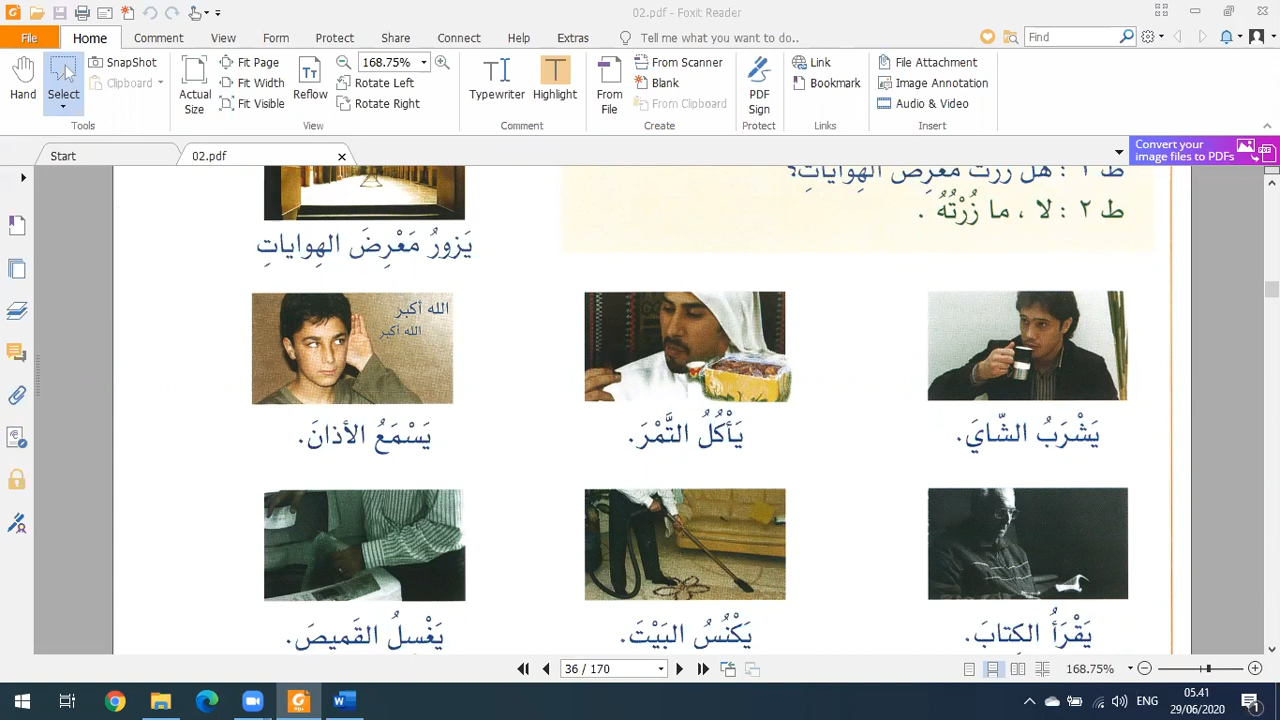 02.pdf - Foxit Reader
File Home Comment View Form Protect Share Connect Help Extras Tell me what you want to do.. Find
Hand
Select
SnapShot
Clipboard
Tools
Actual Size
Fit Page
Fit Width
Fit Visible
Reflow
168.75%
Rotate Left
Rotate Right
View
Typewriter
Highlight
Comment
From File
From Scanner
Blank
From Clipboard
Create
PDF Sign
Protect
Link
Bookmark
Links
File Attachment
Image Annotation
Audio & Video
Insert
Start 02.pdf
Convert your
image files to PDFs
ط ١ : هل زرت معرض الهوايات؟
ط ٢ : لا ، ما زُرْتُهُ .
يَزورُ مَعْرِضَ الهِواياتِ
الله أكبر
الله أكبر
يَشْرَبُ الشّايَ. يَأْكُلُ التَّمْرَ. يَسْمَعُ الأذانَ.
يَقْرَأُ الكِتابَ. يَكْنُسُ البَيْتَ. يَغْسِلُ القَميصَ.
36 / 170
168.75%
ENG
05.41
29/06/2020